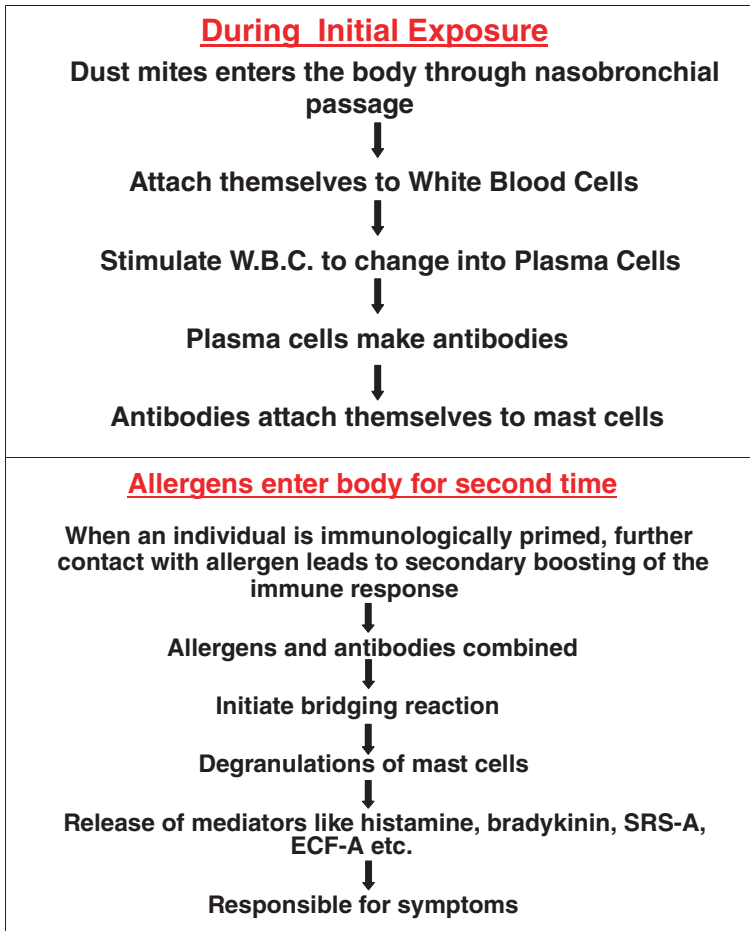 During Initial Exposure
Dust mites enters the body through nasobronchial
passage
Attach themselves to White Blood Cells
Stimulate W.B.C. to change into Plasma Cells
Plasma cells make antibodies
Antibodies attach themselves to mast cells
Allergens enter body for second time
When an individual is immunologically primed, further
contact with allergen leads to secondary boosting of the
immune response
Allergens and antibodies combined
Initiate bridging reaction
Degranulations of mast cells
Release of mediators like histamine, bradykinin, SRS-A,
ECF-A etc.
Responsible for symptoms